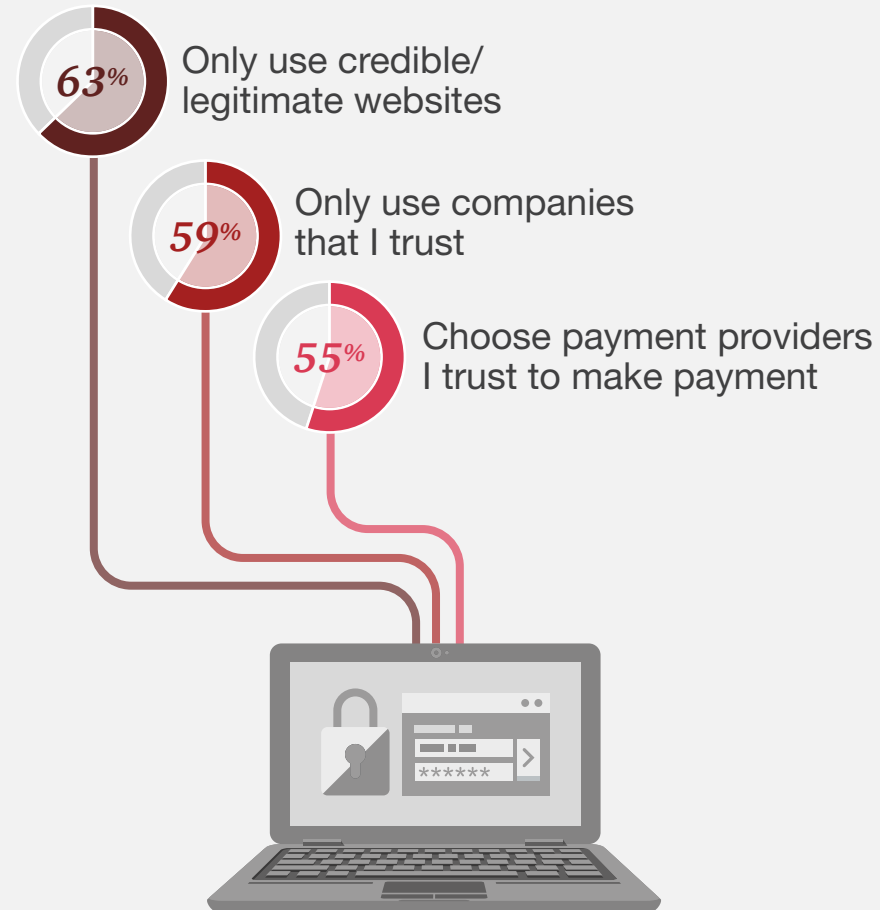 63%
Only use credible/
legitimate websites
59%
Only use companies
that I trust
55%
Choose payment providers
I trust to make payment
******